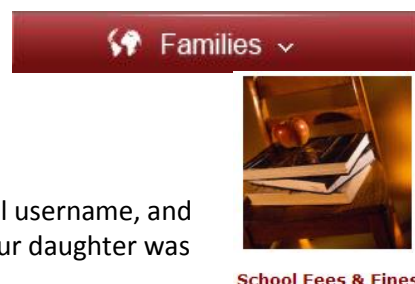 Families
l username, and
ur daughter was
School Fees & Fines